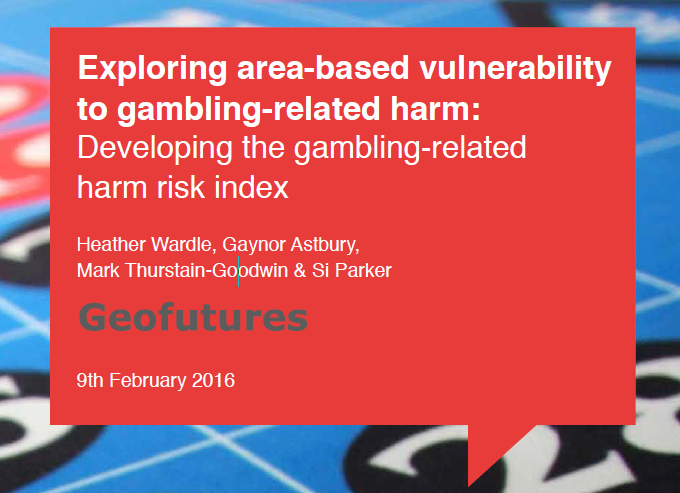 Exploring area-based vulnerability
to gambling-related harm:
Developing the gambling-related
harm risk index
Heather Wardle, Gaynor Astbury,
Mark Thurstain-Goodwin & Si Parker
Geofutures
9th February 2016